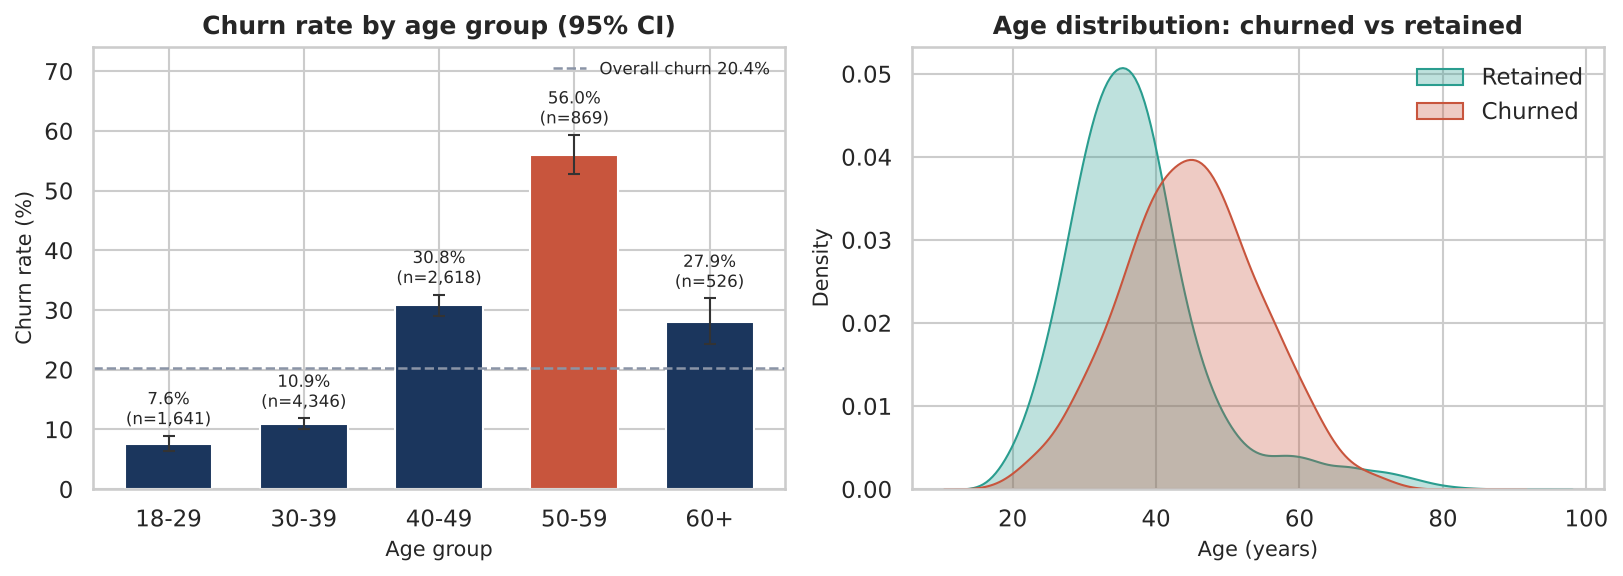 Churn rate by age group (95% CI)
Churn rate (%)
70
60
50
40
30
20
10
0
Overall churn 20.4%
7.6%
(n=1,641)
10.9%
(n=4,346)
30.8%
(n=2,618)
56.0%
(n=869)
27.9%
(n=526)
18-29
30-39
40-49
50-59
60+
Age group
Age distribution: churned vs retained
Density
0.05
0.04
0.03
0.02
0.01
0.00
Retained
Churned
20
40
60
80
100
Age (years)